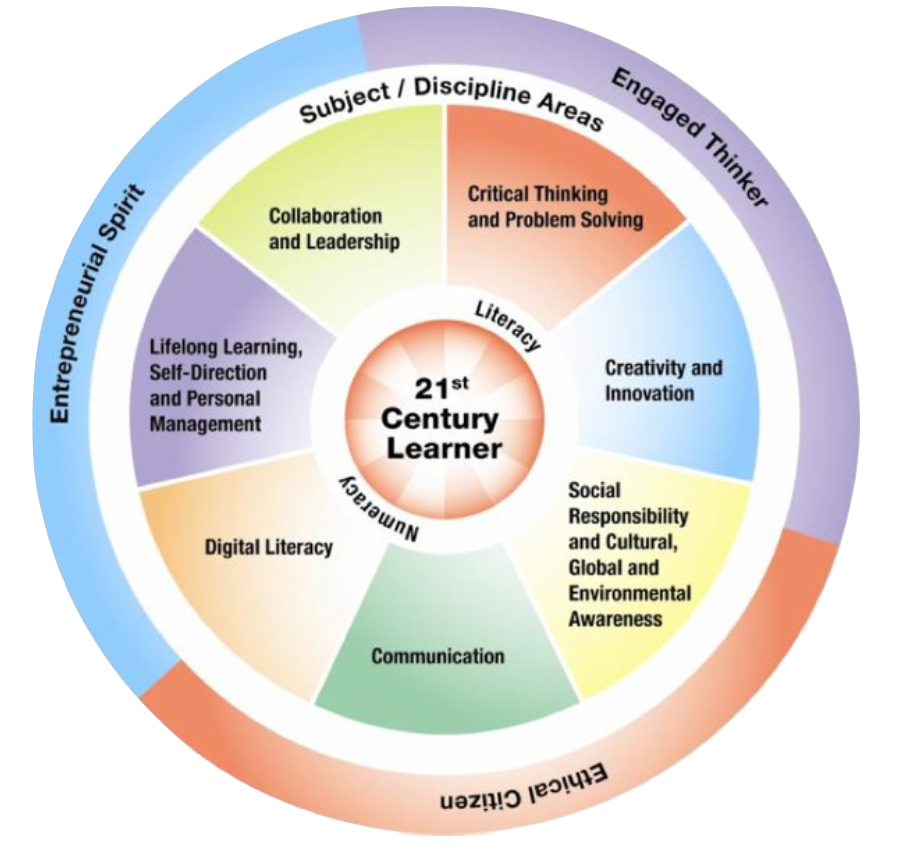 Engaged Thinker
Entrepreneurial Spirit
Ethical Citizen
Subject / Discipline Areas
Critical Thinking
and Problem Solving
Creativity and
Innovation
Social
Responsibility
and Cultural,
Global and
Environmental
Awareness
Communication
Digital Literacy
Lifelong Learning,
Self-Direction
and Personal
Management
Collaboration
and Leadership
Literacy
Numeracy
21st
Century
Learner